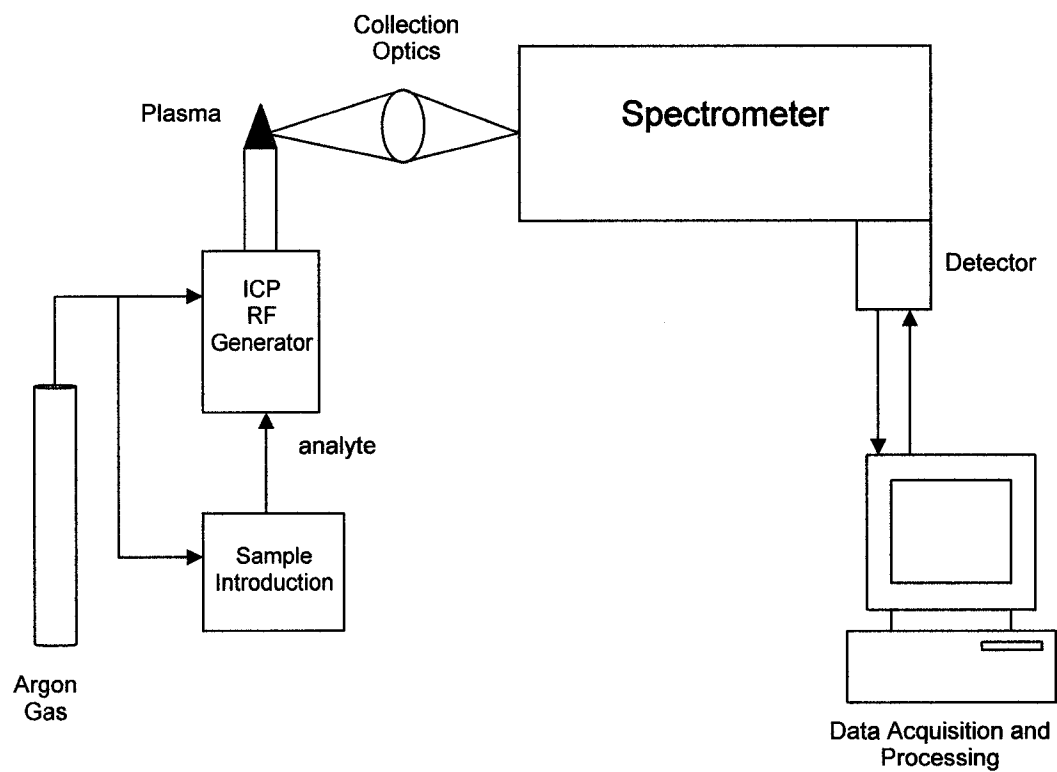 Collection
Optics
Plasma
Spectrometer
Detector
ICP
RF
Generator
analyte
Sample
Introduction
Argon
Gas
Data Acquisition and
Processing